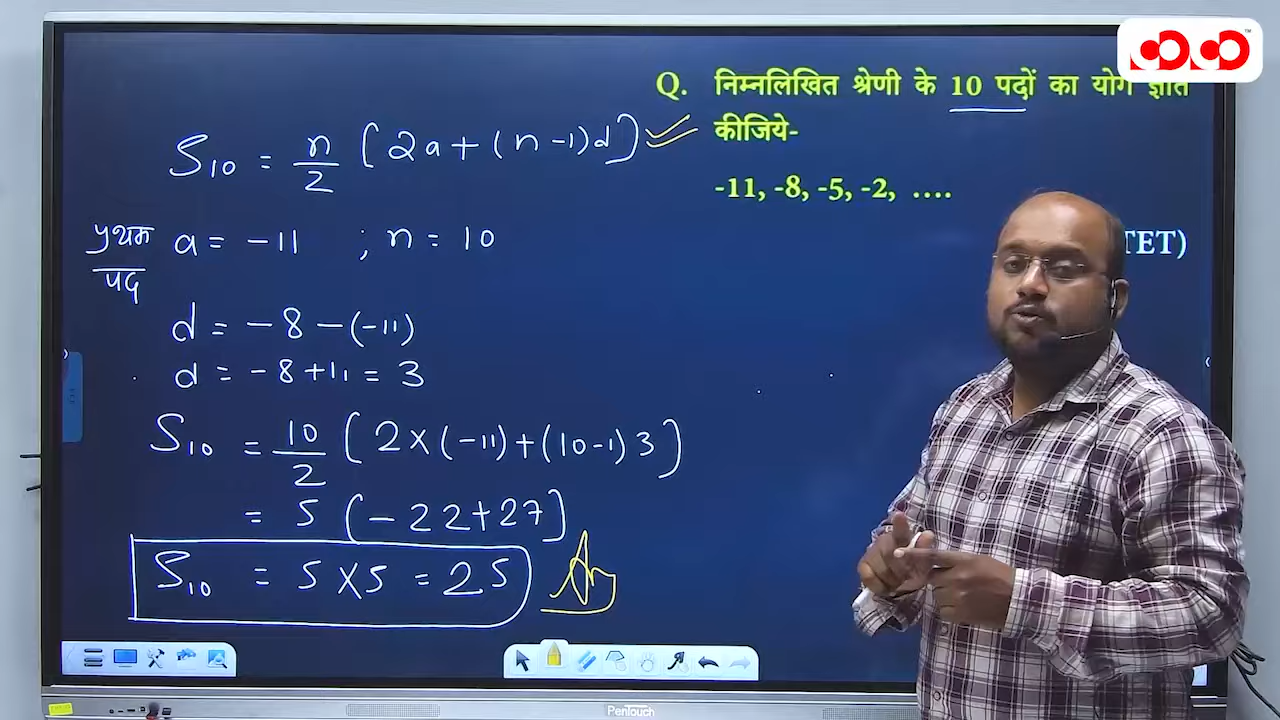 Q. निम्नलिखित श्रेणी के 10 पदों का योग ज्ञात
कीजिये-
-11, -8, -5, -2, ....
TET)
S₁₀ = n/2 [2a+(n-1)d]
प्रथम पद a = -11 ; n = 10
d = -8-(-11)
d = -8+11 = 3
S₁₀ = 10/2 [2×(-11)+(10-1)3]
= 5 [-22+27]
S₁₀ = 5×5 = 25
PenTouch